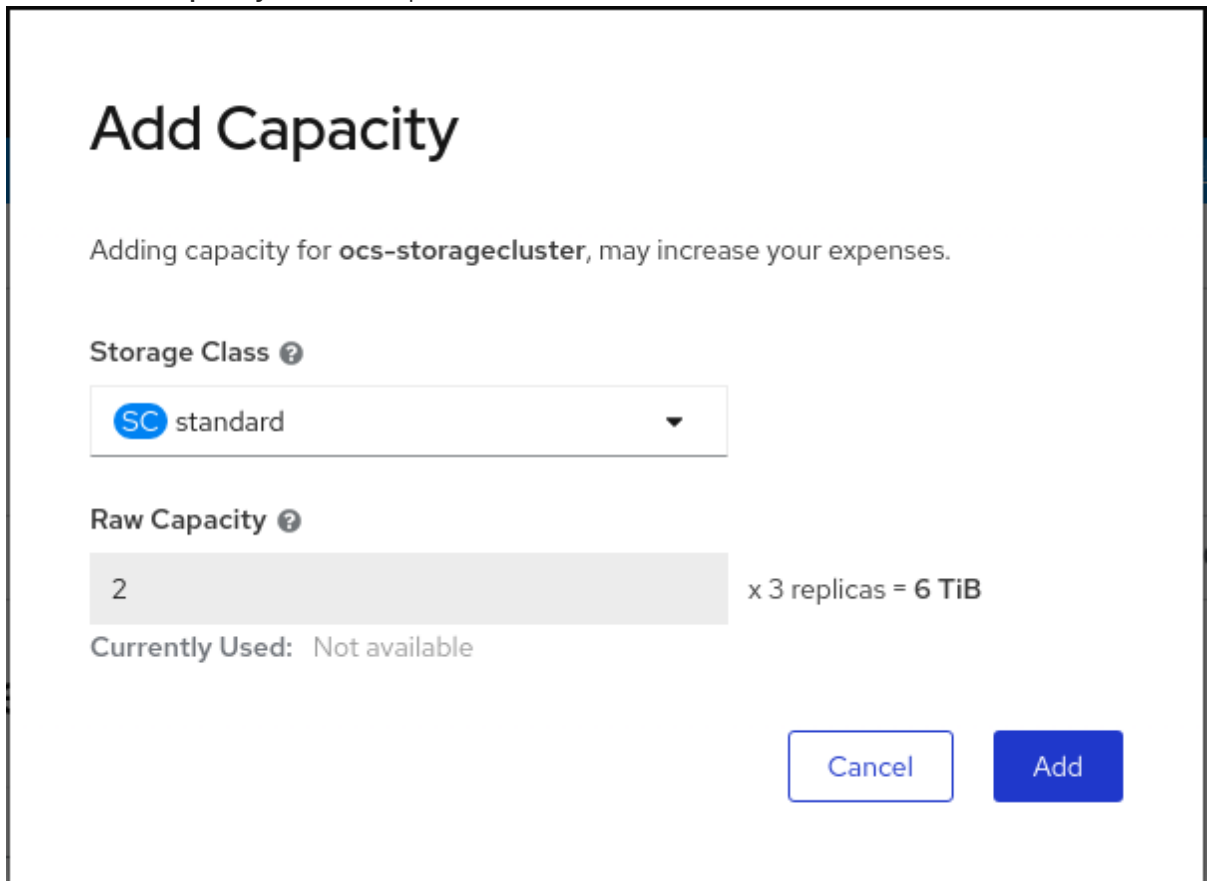 Add Capacity
Adding capacity for ocs-storagecluster, may increase your expenses.
Storage Class ?
SC standard
Raw Capacity ?
2 x 3 replicas = 6 TiB
Currently Used: Not available
Cancel Add